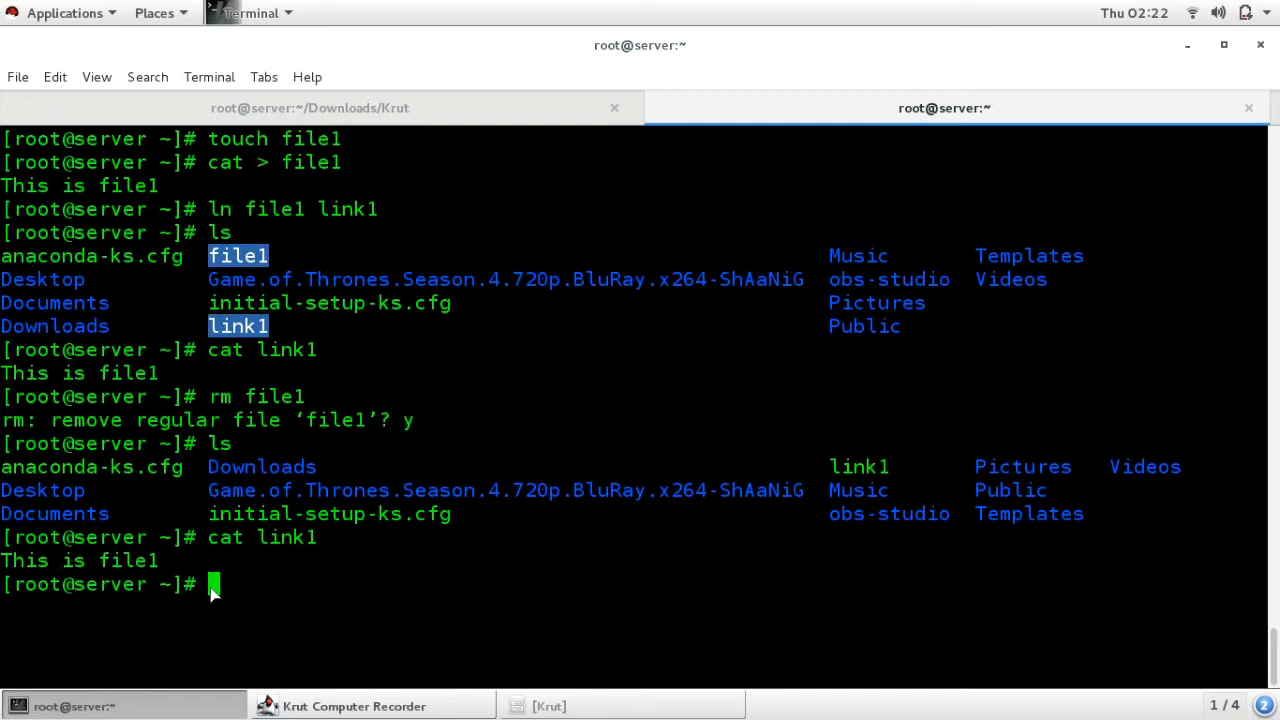 Applications Places Terminal Thu 02:22
root@server:~
File Edit View Search Terminal Tabs Help
root@server:~/Downloads/Krut root@server:~
[root@server ~]# touch file1
[root@server ~]# cat > file1
This is file1
[root@server ~]# ln file1 link1
[root@server ~]# ls
anaconda-ks.cfg file1 Music Templates
Desktop Game.of.Thrones.Season.4.720p.BluRay.x264-ShAaNiG obs-studio Videos
Documents initial-setup-ks.cfg Pictures
Downloads link1 Public
[root@server ~]# cat link1
This is file1
[root@server ~]# rm file1
rm: remove regular file ‘file1’? y
[root@server ~]# ls
anaconda-ks.cfg Downloads link1 Pictures Videos
Desktop Game.of.Thrones.Season.4.720p.BluRay.x264-ShAaNiG Music Public
Documents initial-setup-ks.cfg obs-studio Templates
[root@server ~]# cat link1
This is file1
[root@server ~]#
root@server:~ Krut Computer Recorder [Krut] 1 / 4 2